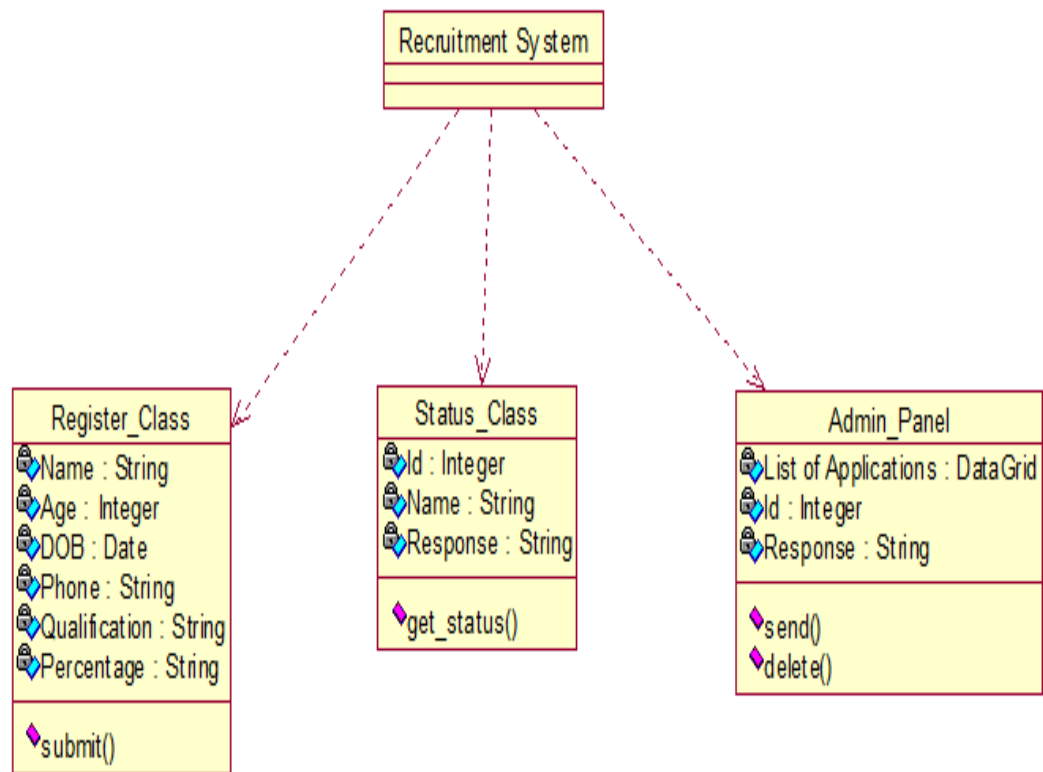 Recruitment System
Register_Class
Name : String
Age : Integer
DOB : Date
Phone : String
Qualification : String
Percentage : String
submit()
Status_Class
Id : Integer
Name : String
Response : String
get_status()
Admin_Panel
List of Applications : DataGrid
Id : Integer
Response : String
send()
delete()